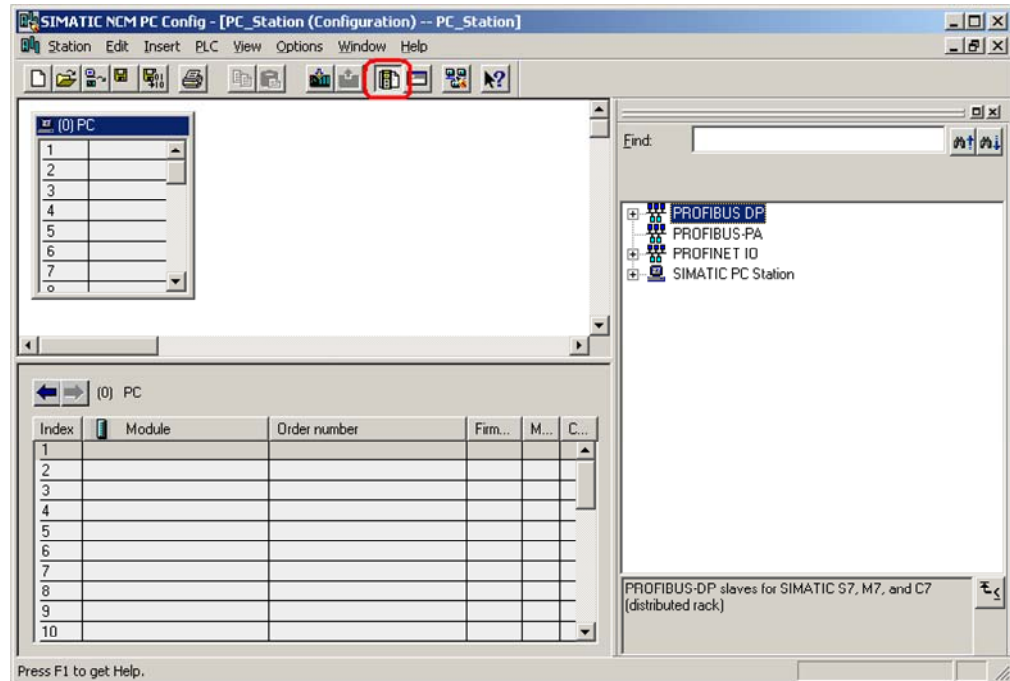 SIMATIC NCM PC Config - [PC_Station (Configuration) -- PC_Station]
Station Edit Insert PLC View Options Window Help
(0) PC
1
2
3
4
5
6
7
Find:
PROFIBUS DP
PROFIBUS-PA
PROFINET IO
SIMATIC PC Station
(0) PC
Index Module Order number Firm... M... C...
1
2
3
4
5
6
7
8
9
10
PROFIBUS-DP slaves for SIMATIC S7, M7, and C7
(distributed rack)
Press F1 to get Help.